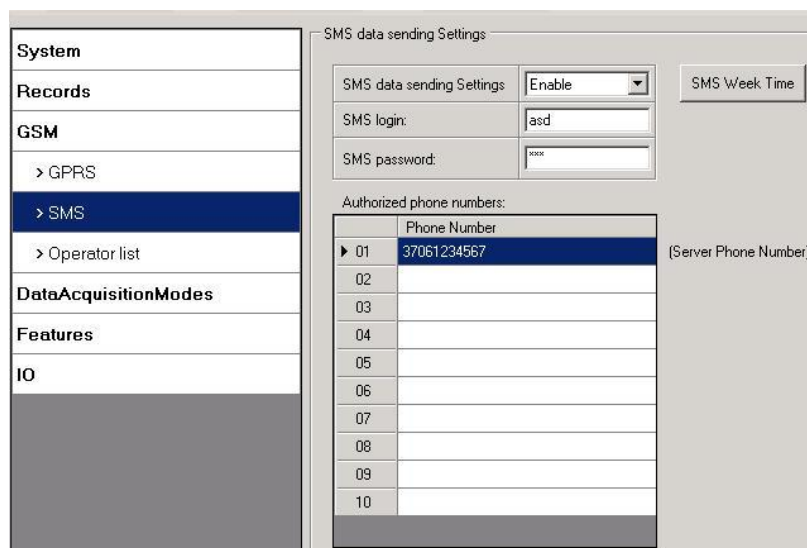 System
Records
GSM
> GPRS
> SMS
> Operator list
DataAcquisitionModes
Features
IO
SMS data sending Settings
SMS data sending Settings Enable SMS Week Time
SMS login: asd
SMS password: xxx
Authorized phone numbers:
Phone Number
01 37061234567 (Server Phone Number)
02
03
04
05
06
07
08
09
10